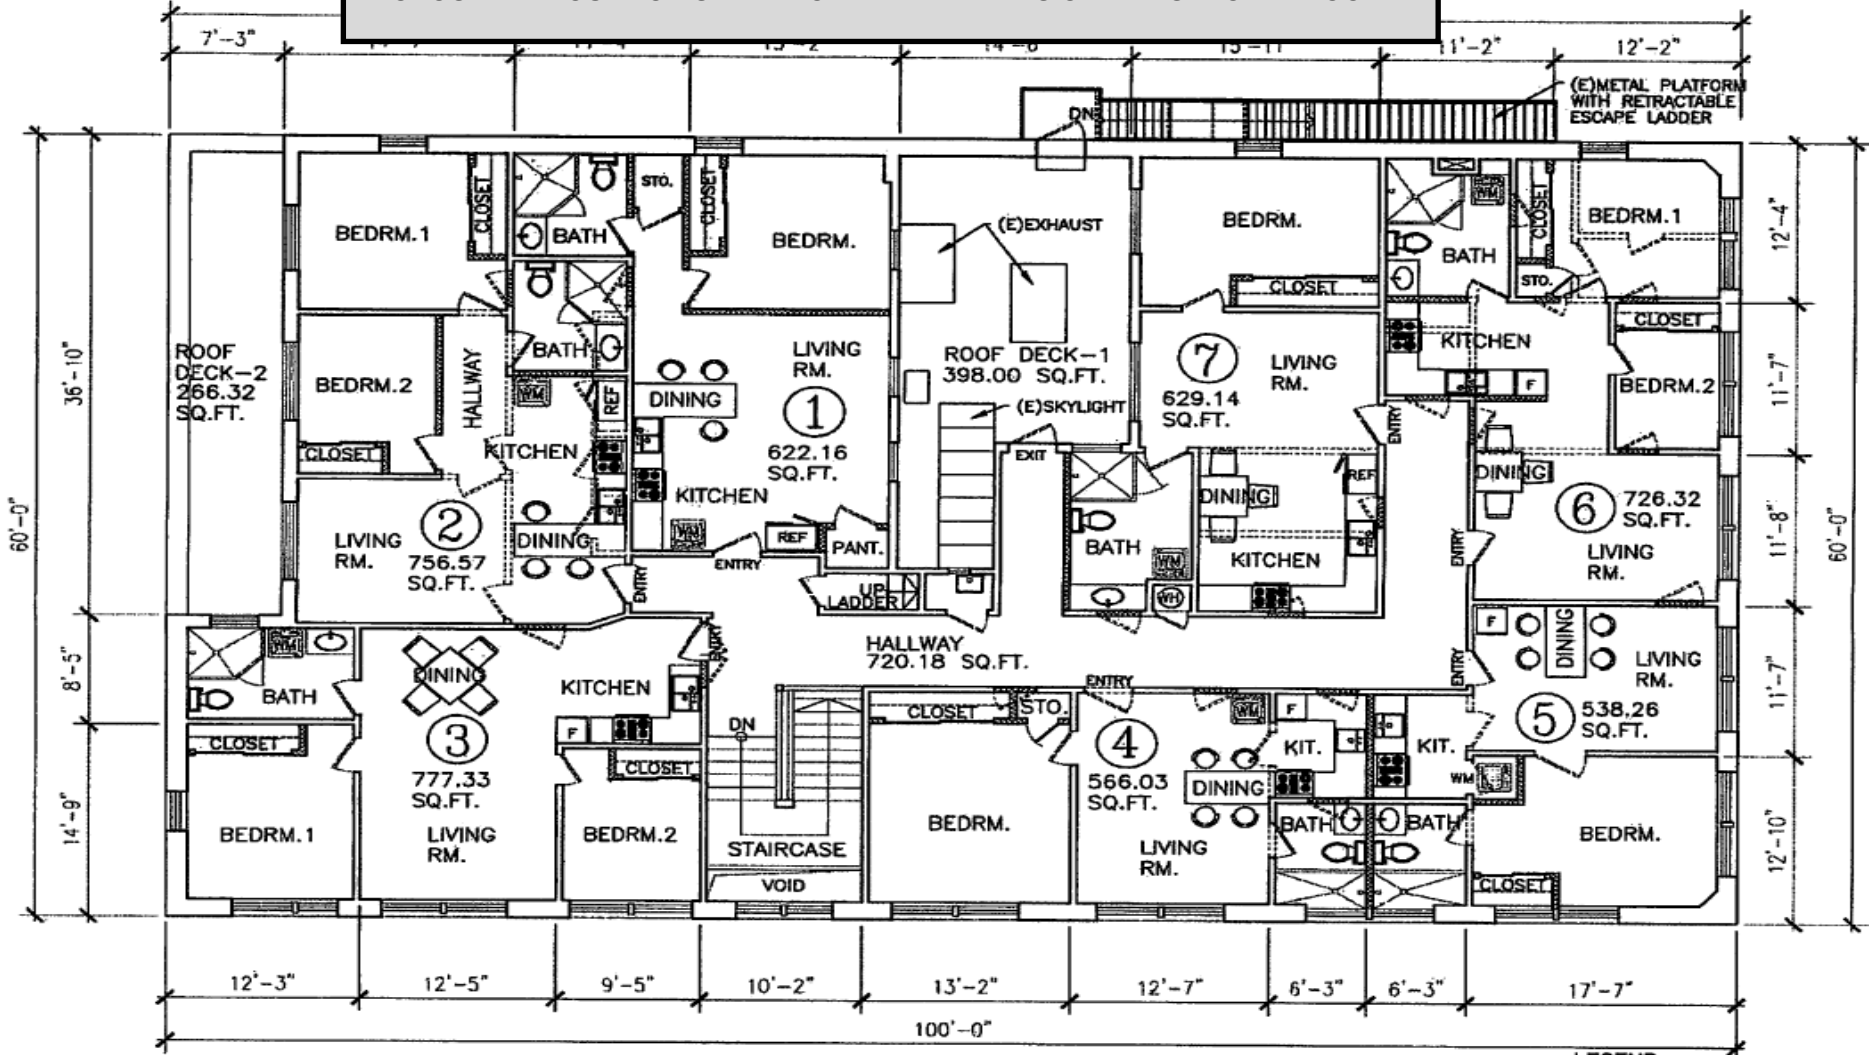 7'-3"
11'-2"
12'-2"
(E)METAL PLATFORM
WITH RETRACTABLE
ESCAPE LADDER
DN
BEDRM.1
CLOSET
BATH
STO.
CLOSET
BEDRM.
(E)EXHAUST
BEDRM.
CLOSET
WM
BATH
CLOSET
STO.
BEDRM.1
12'-4"
60'-0"
36'-10"
ROOF
DECK-2
266.32
SQ.FT.
BEDRM.2
CLOSET
HALLWAY
BATH
WM
REF
KITCHEN
DINING
LIVING
RM.
1
622.16
SQ.FT.
KITCHEN
WM
REF
PANT.
ROOF DECK-1
398.00 SQ.FT.
(E)SKYLIGHT
EXIT
7
629.14
SQ.FT.
LIVING
RM.
ENTRY
KITCHEN
F
CLOSET
BEDRM.2
11'-7"
LIVING
RM.
2
756.57
SQ.FT.
DINING
ENTRY
ENTRY
UP
LADDER
BATH
WM
WH
DINING
REF
KITCHEN
DINING
6
726.32
SQ.FT.
LIVING
RM.
ENTRY
11'-8"
60'-0"
8'-5"
WM
BATH
DINING
KITCHEN
ENTRY
F
HALLWAY
720.18 SQ.FT.
ENTRY
ENTRY
F
DINING
LIVING
RM.
5
538.26
SQ.FT.
11'-7"
14'-9"
CLOSET
BEDRM.1
3
777.33
SQ.FT.
LIVING
RM.
CLOSET
BEDRM.2
DN
STAIRCASE
VOID
CLOSET
STO.
BEDRM.
4
566.03
SQ.FT.
WM
F
KIT.
DINING
LIVING
RM.
BATH
KIT.
WM
BATH
BEDRM.
CLOSET
12'-10"
12'-3"
12'-5"
9'-5"
10'-2"
13'-2"
12'-7"
6'-3"
6'-3"
17'-7"
100'-0"